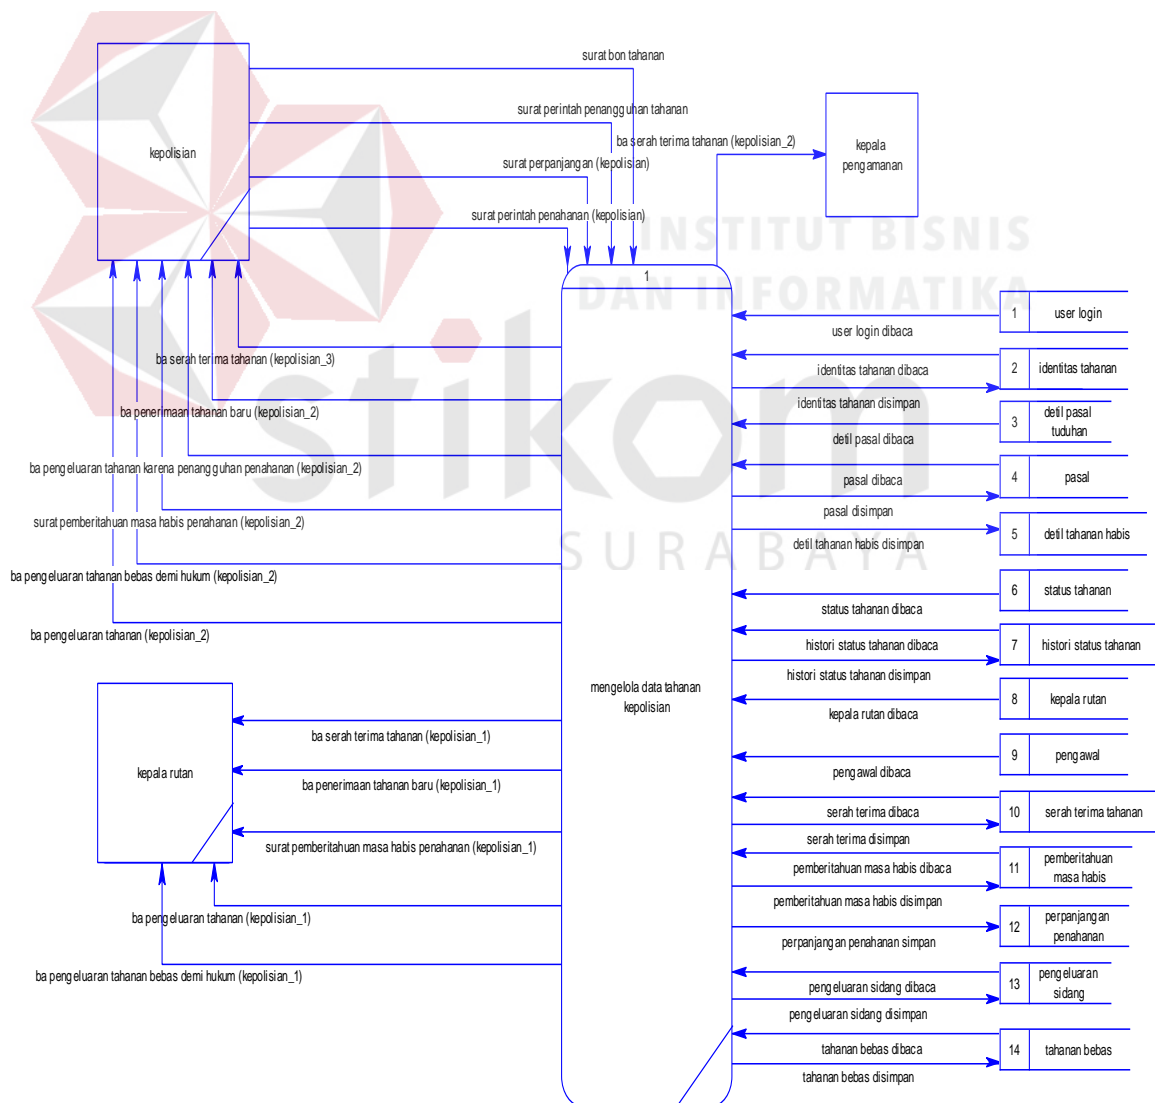 surat bon tahanan
surat perintah penangguhan tahanan
ba serah terima tahanan (kepolisian_2)
kepala
pengamanan
kepolisian
surat perpanjangan (kepolisian)
surat perintah penahanan (kepolisian)
INSTITUT BISNIS
DAN INFORMATIKA
stikom
SURABAYA
1
mengelola data tahanan
kepolisian
ba serah terima tahanan (kepolisian_3)
ba penerimaan tahanan baru (kepolisian_2)
ba pengeluaran tahanan karena penangguhan penahanan (kepolisian_2)
surat pemberitahuan masa habis penahanan (kepolisian_2)
ba pengeluaran tahanan bebas demi hukum (kepolisian_2)
ba pengeluaran tahanan (kepolisian_2)
kepala rutan
ba serah terima tahanan (kepolisian_1)
ba penerimaan tahanan baru (kepolisian_1)
surat pemberitahuan masa habis penahanan (kepolisian_1)
ba pengeluaran tahanan (kepolisian_1)
ba pengeluaran tahanan bebas demi hukum (kepolisian_1)
1 user login
user login dibaca
2 identitas tahanan
identitas tahanan dibaca
identitas tahanan disimpan
3 detil pasal
tuduhan
detil pasal dibaca
4 pasal
pasal dibaca
pasal disimpan
5 detil tahanan habis
detil tahanan habis disimpan
6 status tahanan
status tahanan dibaca
7 histori status tahanan
histori status tahanan dibaca
histori status tahanan disimpan
8 kepala rutan
kepala rutan dibaca
9 pengawal
pengawal dibaca
10 serah terima tahanan
serah terima dibaca
serah terima disimpan
11 pemberitahuan
masa habis
pemberitahuan masa habis dibaca
pemberitahuan masa habis disimpan
12 perpanjangan
penahanan
perpanjangan penahanan simpan
13 pengeluaran
sidang
pengeluaran sidang dibaca
pengeluaran sidang disimpan
14 tahanan bebas
tahanan bebas dibaca
tahanan bebas disimpan